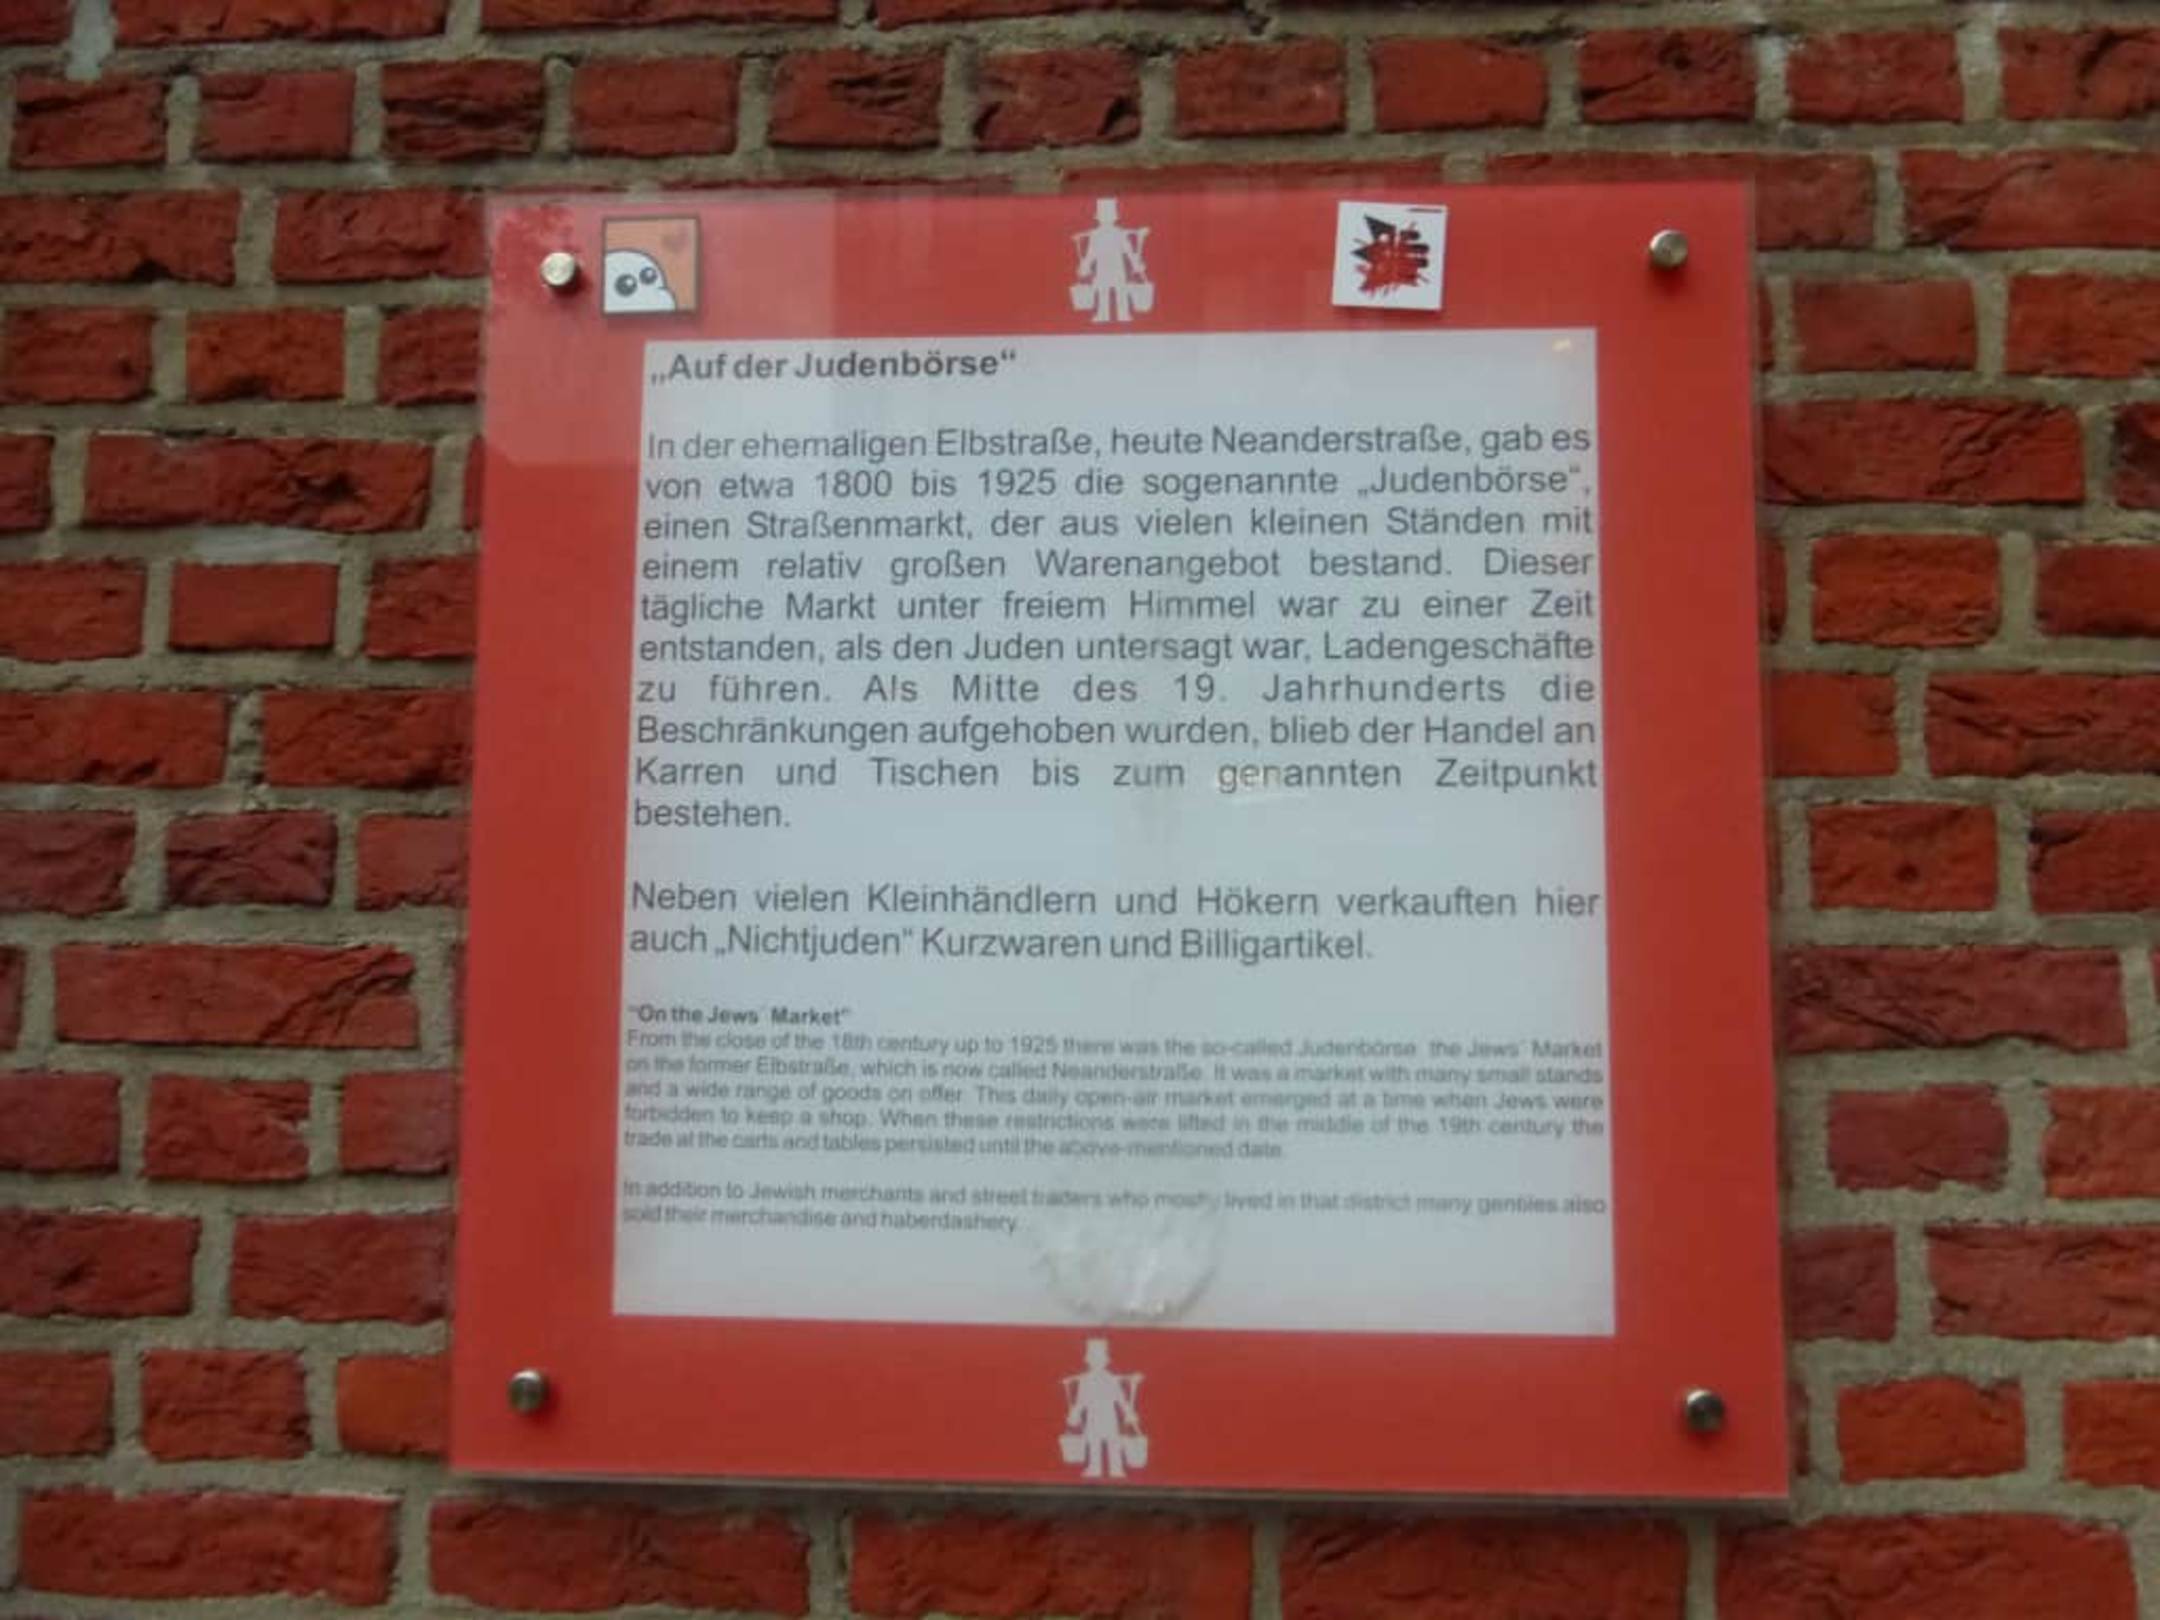 „Auf der Judenbörse“
In der ehemaligen Elbstraße, heute Neanderstraße, gab es
von etwa 1800 bis 1925 die sogenannte „Judenbörse“,
einen Straßenmarkt, der aus vielen kleinen Ständen mit
einem relativ großen Warenangebot bestand. Dieser
tägliche Markt unter freiem Himmel war zu einer Zeit
entstanden, als den Juden untersagt war, Ladengeschäfte
zu führen. Als Mitte des 19. Jahrhunderts die
Beschränkungen aufgehoben wurden, blieb der Handel an
Karren und Tischen bis zum genannten Zeitpunkt
bestehen.
Neben vielen Kleinhändlern und Hökern verkauften hier
auch „Nichtjuden“ Kurzwaren und Billigartikel.
"On the Jews´ Market"
From the close of the 18th century up to 1925 there was the so-called Judenbörse, the Jews´ Market
on the former Elbstraße, which is now called Neanderstraße. It was a market with many small stands
and a wide range of goods on offer. This daily open-air market emerged at a time when Jews were
forbidden to keep a shop. When these restrictions were lifted in the middle of the 19th century the
trade at the carts and tables persisted until the above-mentioned date.
In addition to Jewish merchants and street traders who mostly lived in that district many gentiles also
sold their merchandise and haberdashery.